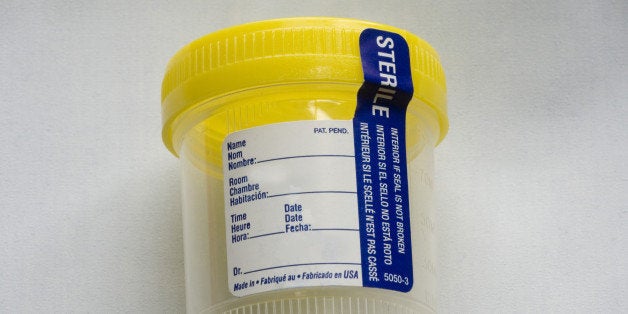 PAT. PEND.
Name
Nom
Nombre:
Room
Chambre
Habitación:
Time Date
Heure Date
Hora: Fecha:
Dr.
Made in • Fabriqué au • Fabricado en USA
STERILE
INTERIOR IF SEAL IS NOT BROKEN
INTERIOR SI EL SELLO NO ESTÁ ROTO
INTÉRIEUR SI LE SCELLÉ N'EST PAS CASSÉ
5050-3